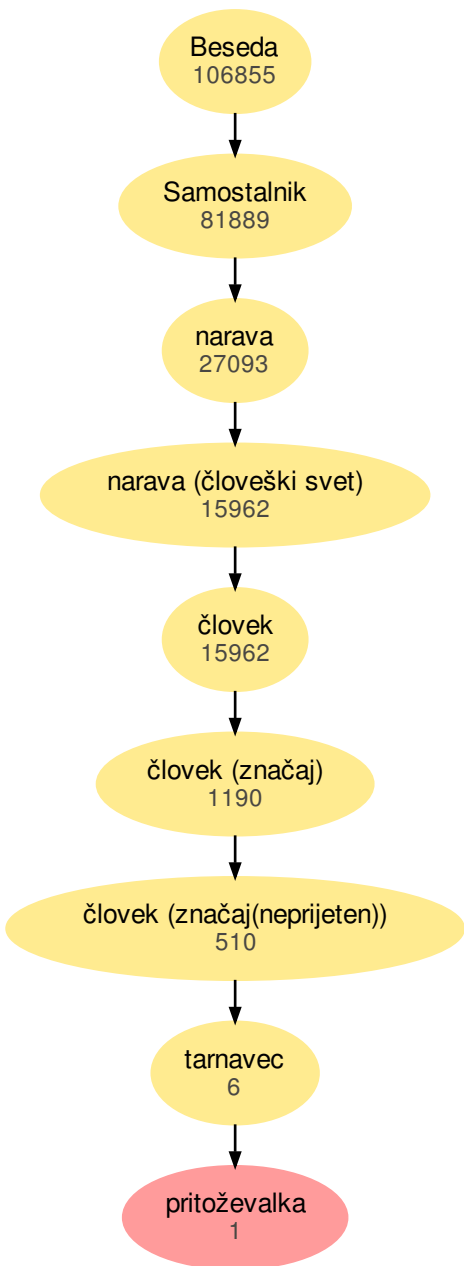 Beseda
106855
Samostalnik
81889
narava
27093
narava (človeški svet)
15962
človek
15962
človek (značaj)
1190
človek (značaj(neprijeten))
510
tarnavec
6
pritoževalka
1